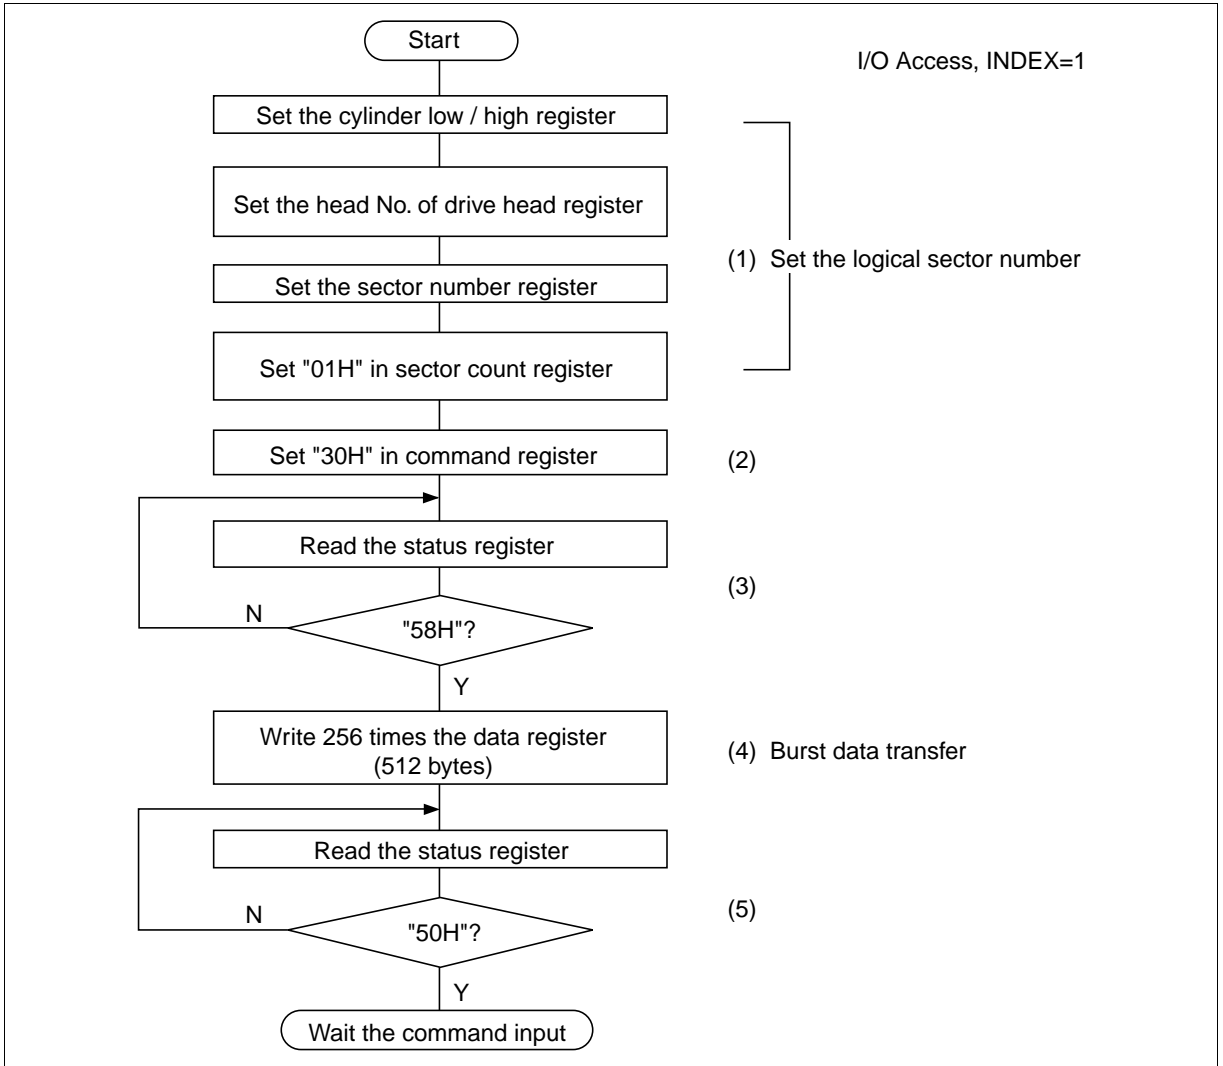 Start
I/O Access, INDEX=1
Set the cylinder low / high register
Set the head No. of drive head register
(1) Set the logical sector number
Set the sector number register
Set "01H" in sector count register
Set "30H" in command register
(2)
Read the status register
(3)
N
"58H"?
Y
Write 256 times the data register
(512 bytes)
(4) Burst data transfer
Read the status register
N
"50H"?
(5)
Y
Wait the command input